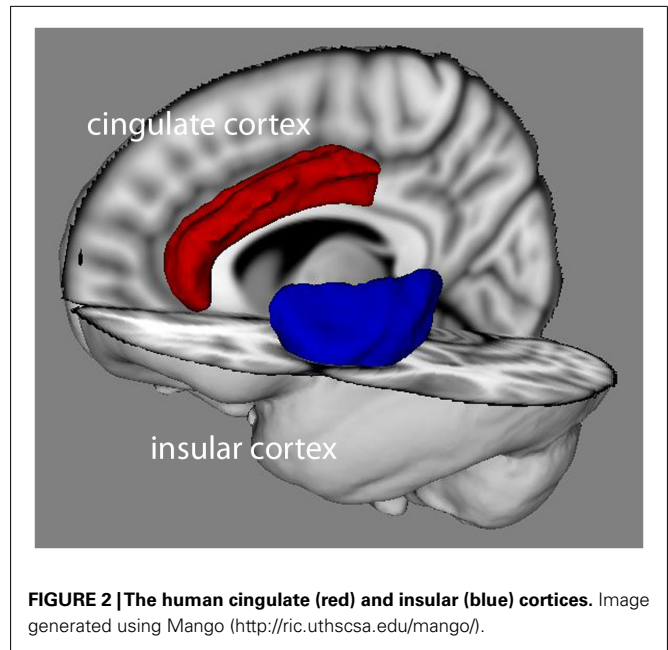 cingulate cortex
insular cortex
FIGURE 2 | The human cingulate (red) and insular (blue) cortices. Image
generated using Mango (http://ric.uthscsa.edu/mango/).